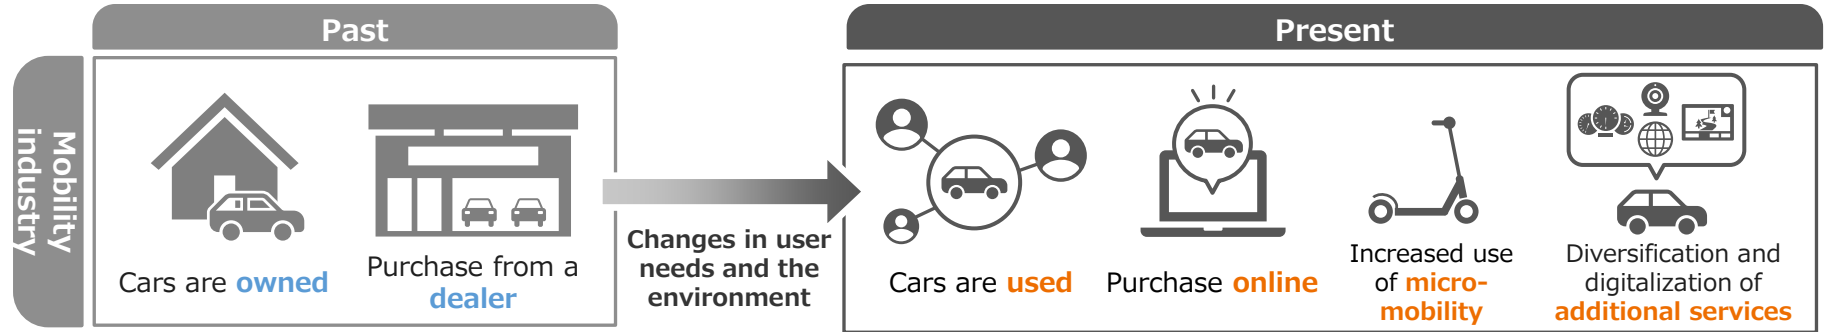 Past
Present
Mobility
industry
Cars are owned
Purchase from a
dealer
Changes in user
needs and the
environment
Cars are used
Purchase online
Increased use
of micro-
mobility
Diversification and
digitalization of
additional services